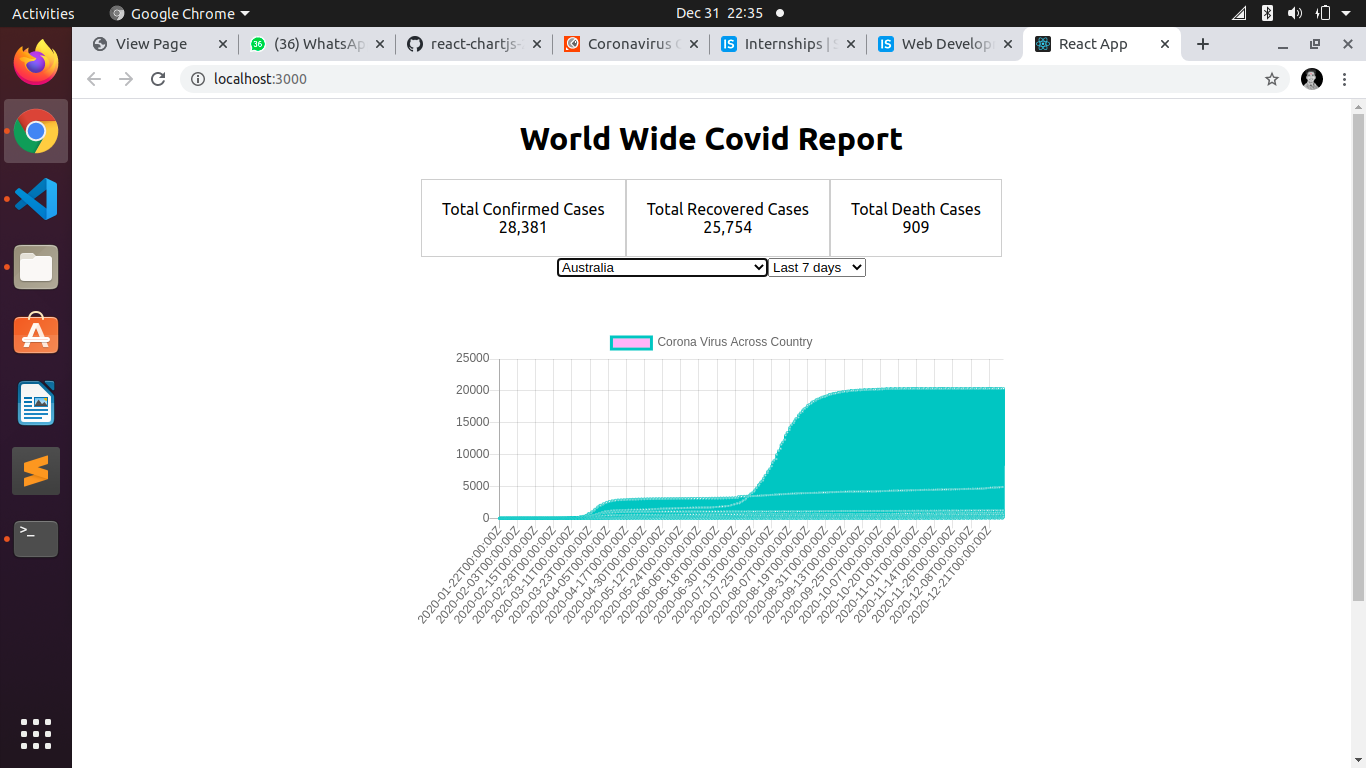 Activities Google Chrome Dec 31 22:35
View Page (36) WhatsAp react-chartjs- Coronavirus Internships | S Web Develop React App
localhost:3000
World Wide Covid Report
Total Confirmed Cases Total Recovered Cases Total Death Cases
28,381 25,754 909
Australia Last 7 days
Corona Virus Across Country
25000
20000
15000
10000
5000
0
2020-01-22T00:00:00Z
2020-02-03T00:00:00Z
2020-02-15T00:00:00Z
2020-02-28T00:00:00Z
2020-03-11T00:00:00Z
2020-03-23T00:00:00Z
2020-04-05T00:00:00Z
2020-04-17T00:00:00Z
2020-04-30T00:00:00Z
2020-05-12T00:00:00Z
2020-05-24T00:00:00Z
2020-06-06T00:00:00Z
2020-06-18T00:00:00Z
2020-06-30T00:00:00Z
2020-07-13T00:00:00Z
2020-07-25T00:00:00Z
2020-08-07T00:00:00Z
2020-08-19T00:00:00Z
2020-08-31T00:00:00Z
2020-09-13T00:00:00Z
2020-09-25T00:00:00Z
2020-10-07T00:00:00Z
2020-10-20T00:00:00Z
2020-11-01T00:00:00Z
2020-11-14T00:00:00Z
2020-11-26T00:00:00Z
2020-12-08T00:00:00Z
2020-12-21T00:00:00Z